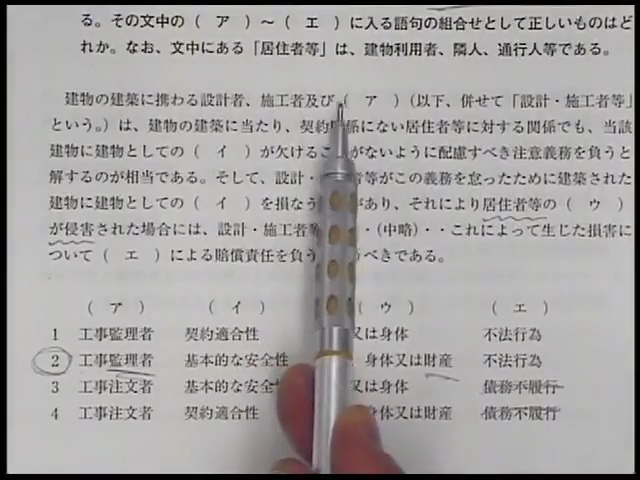 る。その文中の（ ア ）～（ エ ）に入る語句の組合せとして正しいものはど
れか。なお、文中にある「居住者等」は、建物利用者、隣人、通行人等である。
建物の建築に携わる設計者、施工者及び（ ア ）（以下、併せて「設計・施工者等」
という。）は、建物の建築に当たり、契約 係にない居住者等に対する関係でも、当該
建物に建物としての（ イ ）が欠けるこ がないように配慮すべき注意義務を負うと
解するのが相当である。そして、設計・ 者等がこの義務を怠ったために建築された
建物に建物としての（ イ ）を損なう があり、それにより居住者等の（ ウ ）
が侵害された場合には、設計・施工者 ・・（中略）・・これによって生じた損害に
ついて（ エ ）による賠償責任を負う べきである。
（ ア ） （ イ ） （ ウ ） （ エ ）
1 工事監理者 契約適合性 又は身体 不法行為
2 工事監理者 基本的な安全性 身体又は財産 不法行為
3 工事注文者 基本的な安全性 又は身体 債務不履行
4 工事注文者 契約適合性 身体又は財産 債務不履行